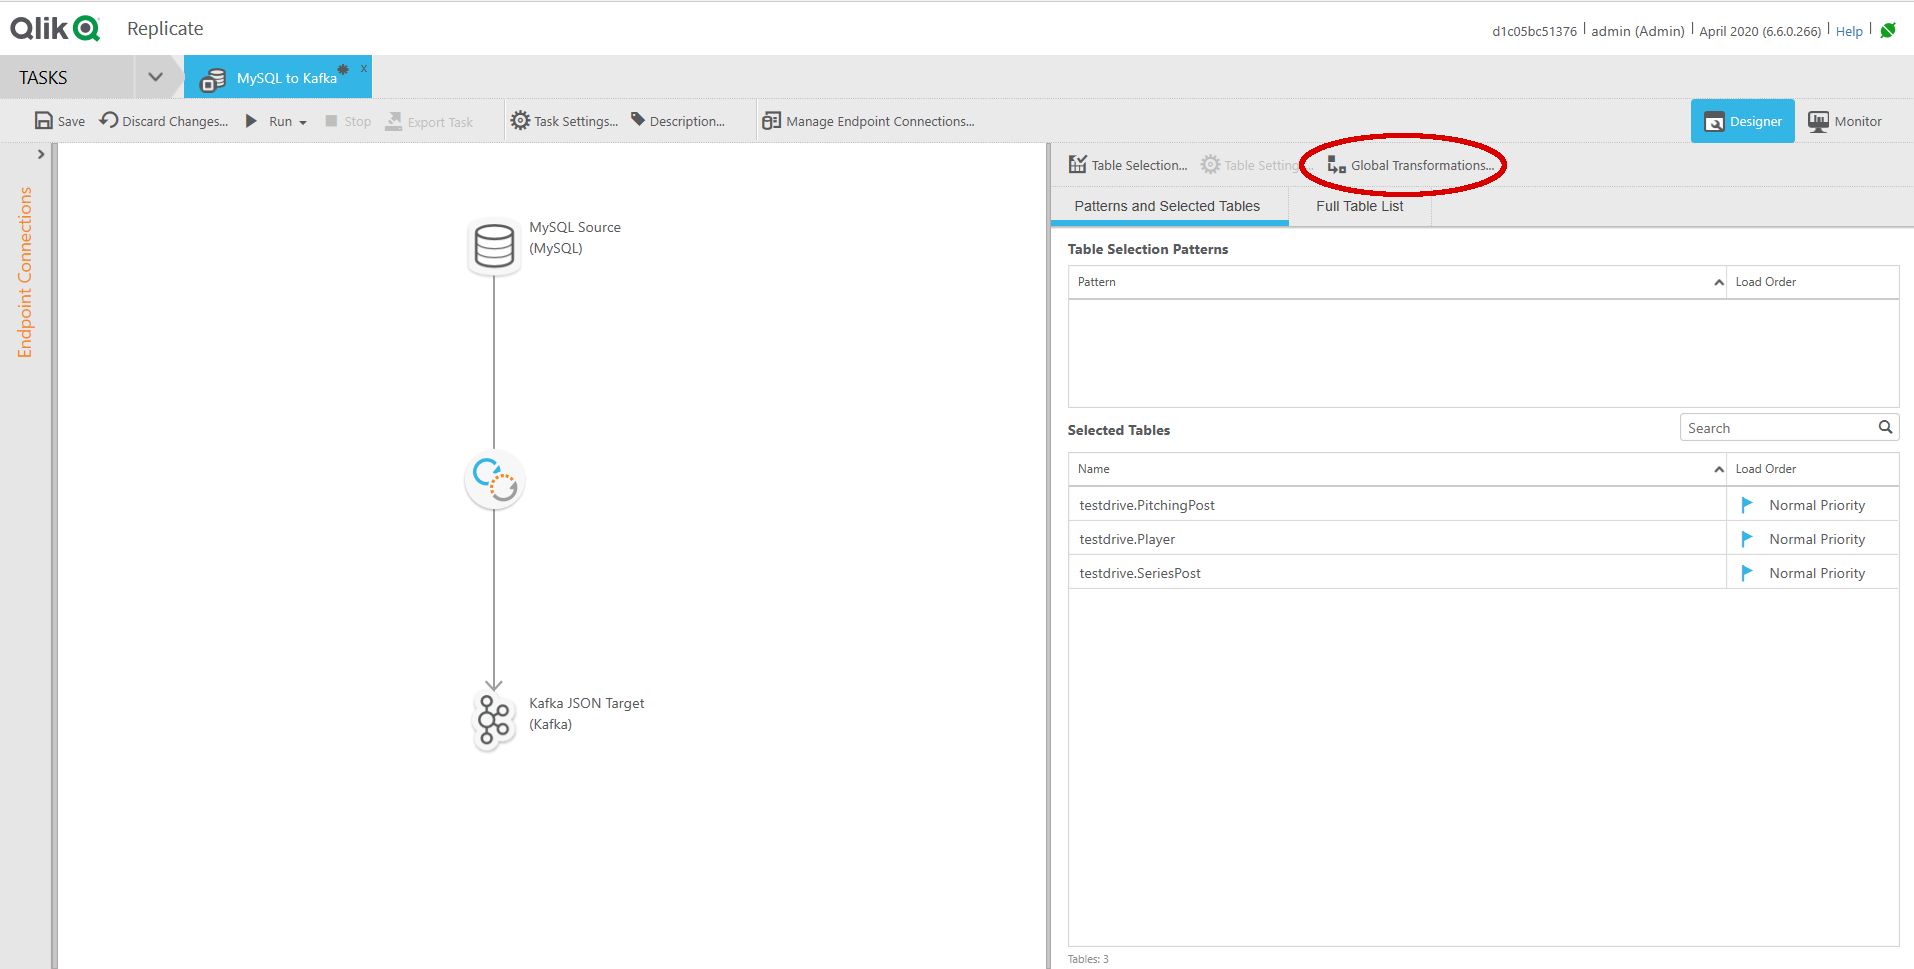 Qlik Replicate
d1c05bc51376 admin (Admin) April 2020 (6.6.0.266) Help
TASKS MySQL to Kafka x
Save Discard Changes... Run Stop Export Task Task Settings... Description... Manage Endpoint Connections... Designer Monitor
Endpoint Connections
MySQL Source
(MySQL)
Kafka JSON Target
(Kafka)
Table Selection... Table Setting Global Transformations...
Patterns and Selected Tables Full Table List
Table Selection Patterns
Pattern Load Order
Selected Tables Search
Name Load Order
testdrive.PitchingPost Normal Priority
testdrive.Player Normal Priority
testdrive.SeriesPost Normal Priority
Tables: 3